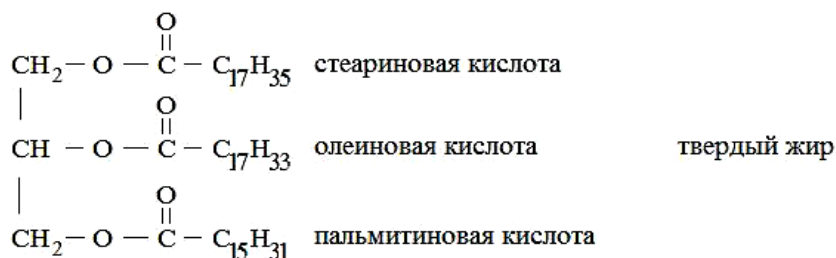 O
CH₂ — O — C — C₁₇H₃₅ стеариновая кислота
O
CH — O — C — C₁₇H₃₃ олеиновая кислота твердый жир
O
CH₂ — O — C — C₁₅H₃₁ пальмитиновая кислота